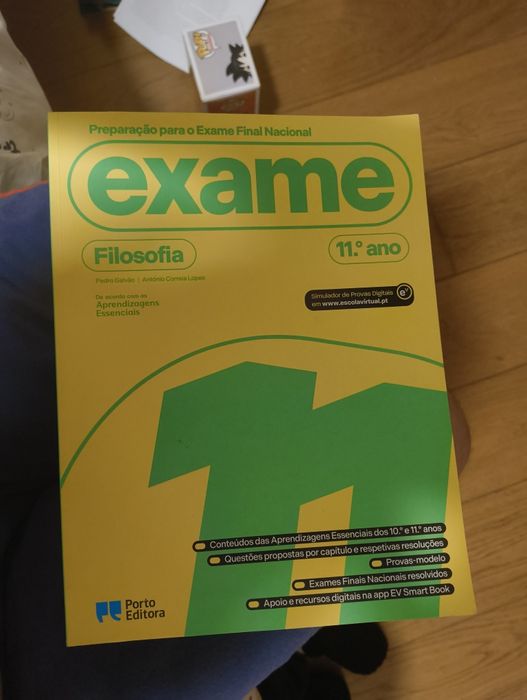 Preparação para o Exame Final Nacional
exame
Filosofia
11.º ano
Pedro Galvão | António Correia Lopes
De acordo com as
Aprendizagens
Essenciais
Simulador de Provas Digitais
em www.escolavirtual.pt
eV
11
Conteúdos das Aprendizagens Essenciais dos 10.º e 11.º anos
Questões propostas por capítulo e respetivas resoluções
Provas-modelo
Exames Finais Nacionais resolvidos
Apoio e recursos digitais na app EV Smart Book
Porto
Editora